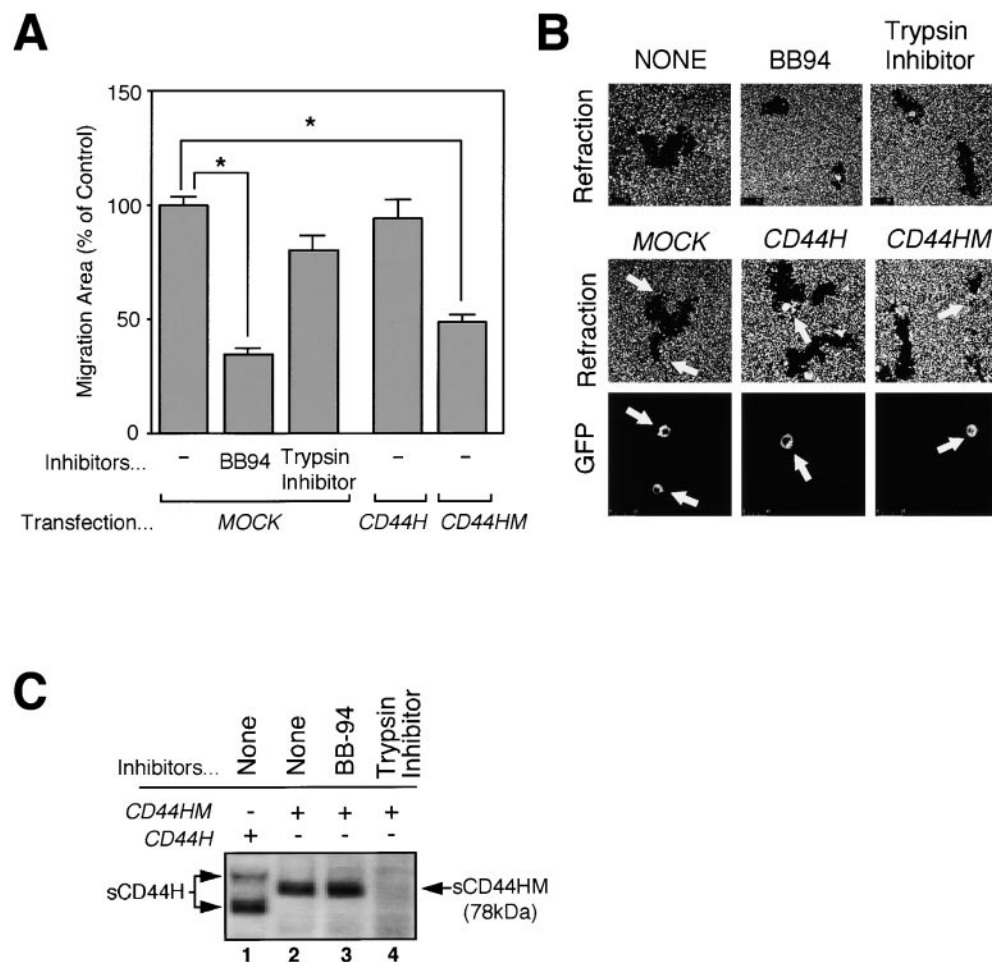 A
150
100
50
0
Migration Area (% of Control)
*
*
Inhibitors...
–
BB94
Trypsin
Inhibitor
–
–
Transfection...
MOCK
CD44H
CD44HM
B
NONE
BB94
Trypsin
Inhibitor
Refraction
MOCK
CD44H
CD44HM
Refraction
GFP
C
Inhibitors...
None
None
BB-94
Trypsin
Inhibitor
CD44HM - + + +
CD44H + - - -
sCD44H
sCD44HM
(78kDa)
1 2 3 4